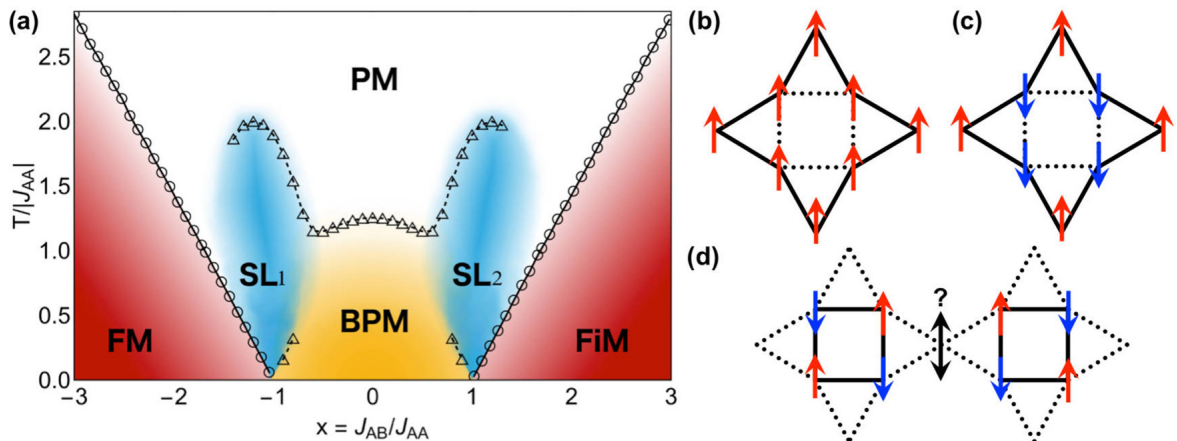 (a)
PM
SL1
SL2
BPM
FM
FiM
T/|J_AA|
2.5
2.0
1.5
1.0
0.5
0.0
−3
−2
−1
0
1
2
3
x = J_AB/J_AA
(b)
(c)
(d)
?